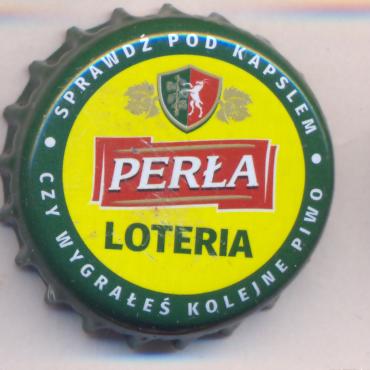 SPRAWDŹ POD KAPSLEM
PERŁA
LOTERIA
CZY WYGRAŁEŚ KOLEJNE PIWO